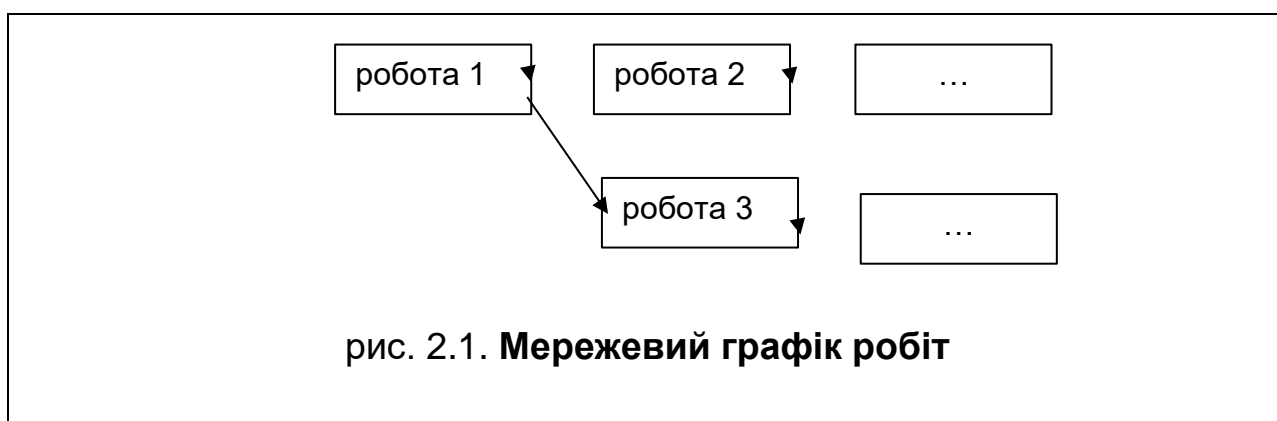 робота 1
робота 2
…
робота 3
…
рис. 2.1. Мережевий графік робіт